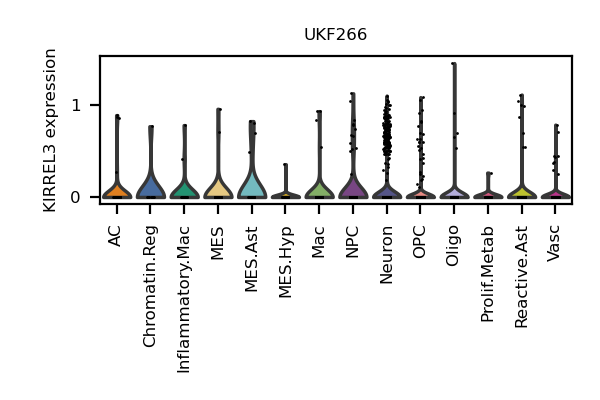 UKF266
KIRREL3 expression
1
0
AC
Chromatin.Reg
Inflammatory.Mac
MES
MES.Ast
MES.Hyp
Mac
NPC
Neuron
OPC
Oligo
Prolif.Metab
Reactive.Ast
Vasc